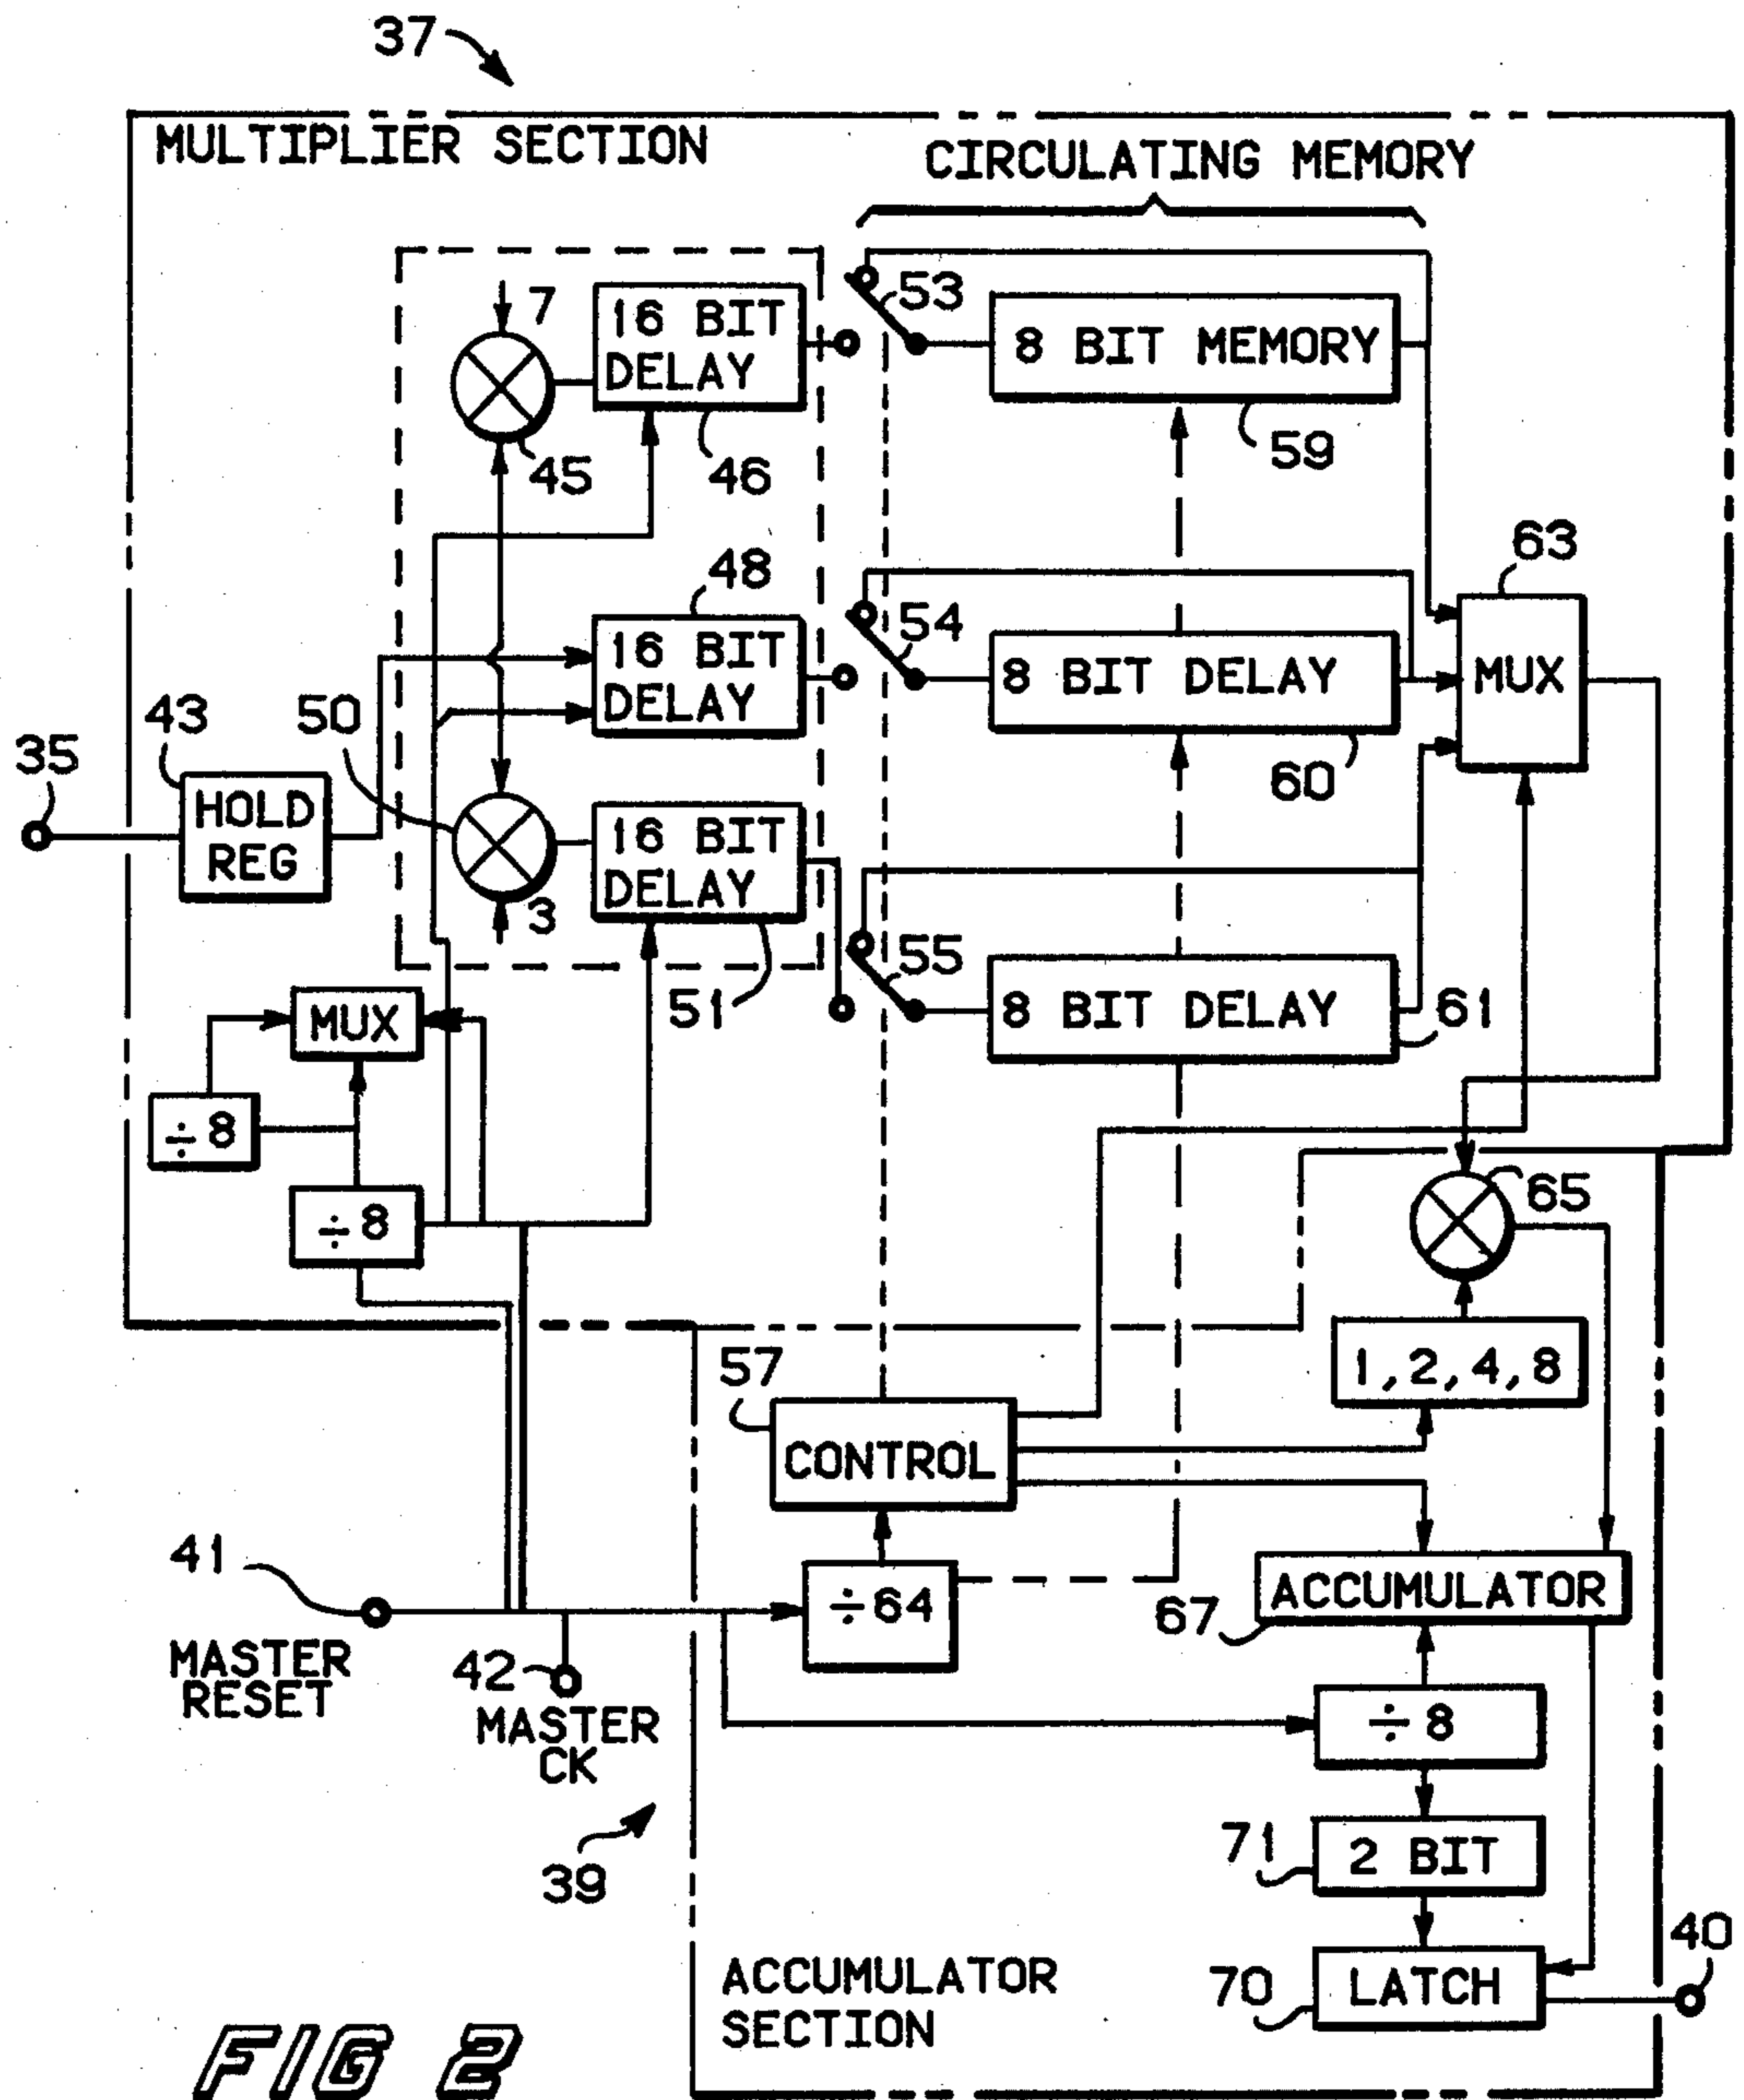 37
MULTIPLIER SECTION
CIRCULATING MEMORY
7
16 BIT
DELAY
53
8 BIT MEMORY
45
46
59
48
63
16 BIT
DELAY
54
8 BIT DELAY
MUX
43
50
60
35
HOLD
REG
16 BIT
DELAY
3
51
55
8 BIT DELAY
61
MUX
÷8
÷8
65
57
1,2,4,8
CONTROL
41
÷64
ACCUMULATOR
67
MASTER
RESET
42
MASTER
CK
÷8
39
71
2 BIT
40
ACCUMULATOR
SECTION
70
LATCH
FIG 2